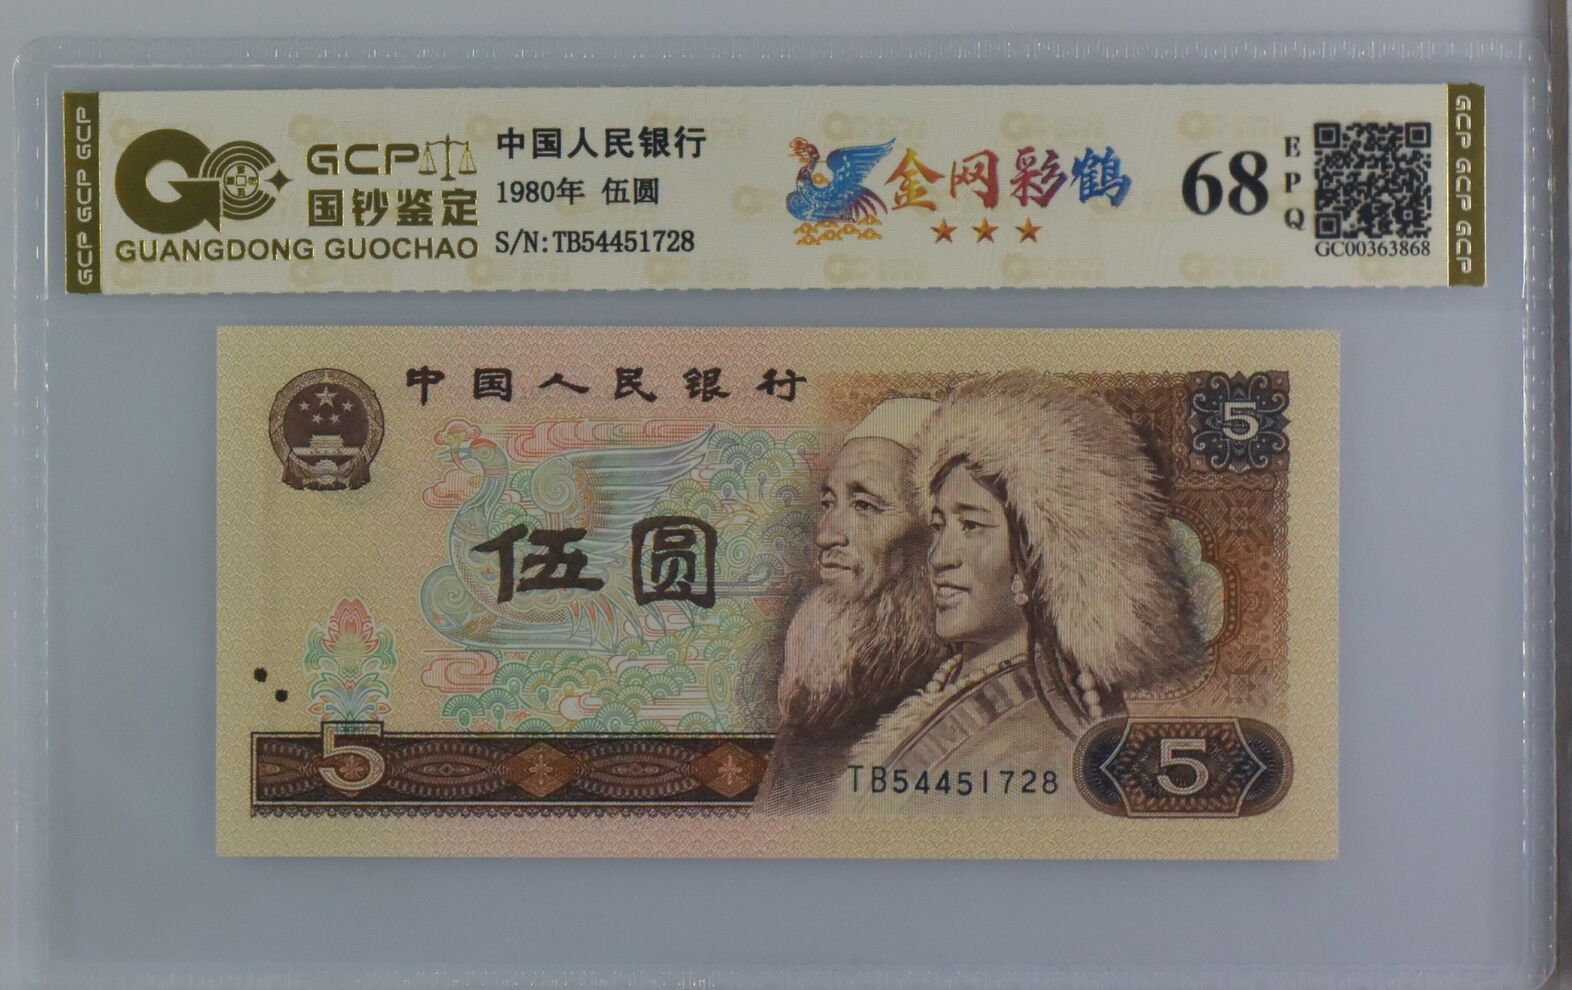 GCP GCP GCP
GCP
国钞鉴定
GUANGDONG GUOCHAO
中国人民银行
1980年 伍圆
S/N:TB54451728
金网彩鹤
68
EPQ
GC00363868
GCP GCP GCP
中国人民银行
5
伍圆
5
TB54451728
5